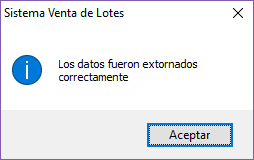 Sistema Venta de Lotes
Los datos fueron extornados
correctamente
Aceptar